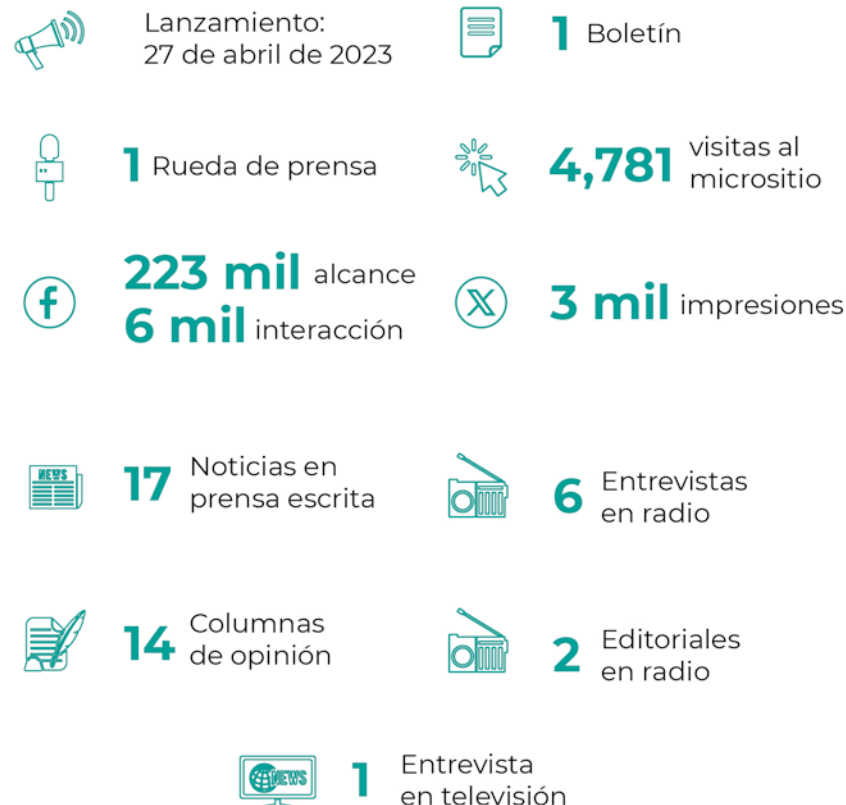 Lanzamiento:
27 de abril de 2023
1 Boletín
1 Rueda de prensa
4,781 visitas al
micrositio
223 mil alcance
6 mil interacción
3 mil impresiones
NEWS
17 Noticias en
prensa escrita
6 Entrevistas
en radio
14 Columnas
de opinión
2 Editoriales
en radio
NEWS
1 Entrevista
en televisión